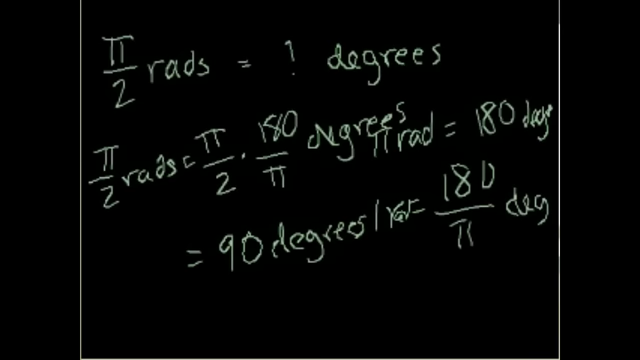 π/2 rads = ? degrees
π/2 rads = π/2 · 180/π degrees
π rad = 180 deg
= 90 degrees
1 rad = 180/π deg